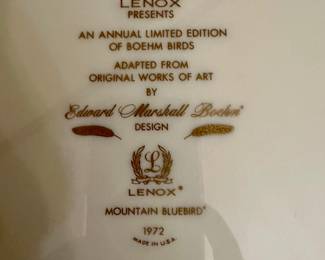 LENOX
PRESENTS
AN ANNUAL LIMITED EDITION
OF BOEHM BIRDS
ADAPTED FROM
ORIGINAL WORKS OF ART
BY
Edward Marshall Boehm®
DESIGN
L
LENOX®
MOUNTAIN BLUEBIRD®
1972
MADE IN U.S.A.